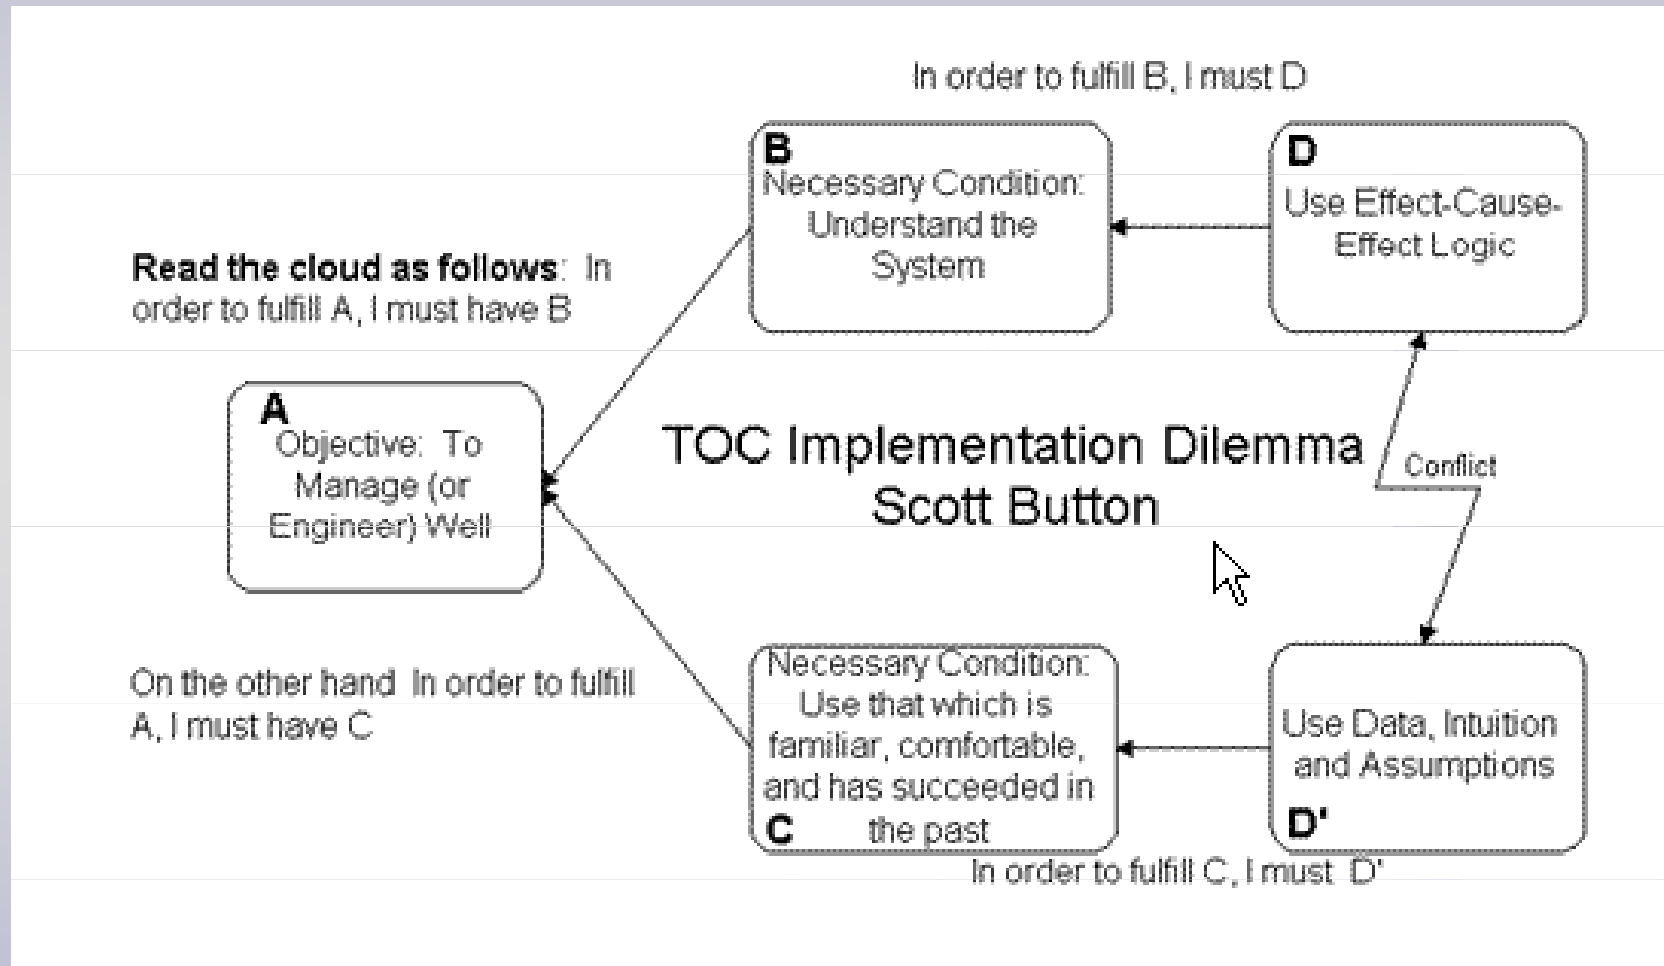 In order to fulfill B, I must D
B
Necessary Condition:
Understand the
System
D
Use Effect-Cause-
Effect Logic
Read the cloud as follows: In
order to fulfill A, I must have B
A
Objective: To
Manage (or
Engineer) Well
TOC Implementation Dilemma
Scott Button
Conflict
On the other hand In order to fulfill
A, I must have C
Necessary Condition:
Use that which is
familiar, comfortable,
and has succeeded in
C the past
Use Data, Intuition
and Assumptions
D'
In order to fulfill C, I must D'